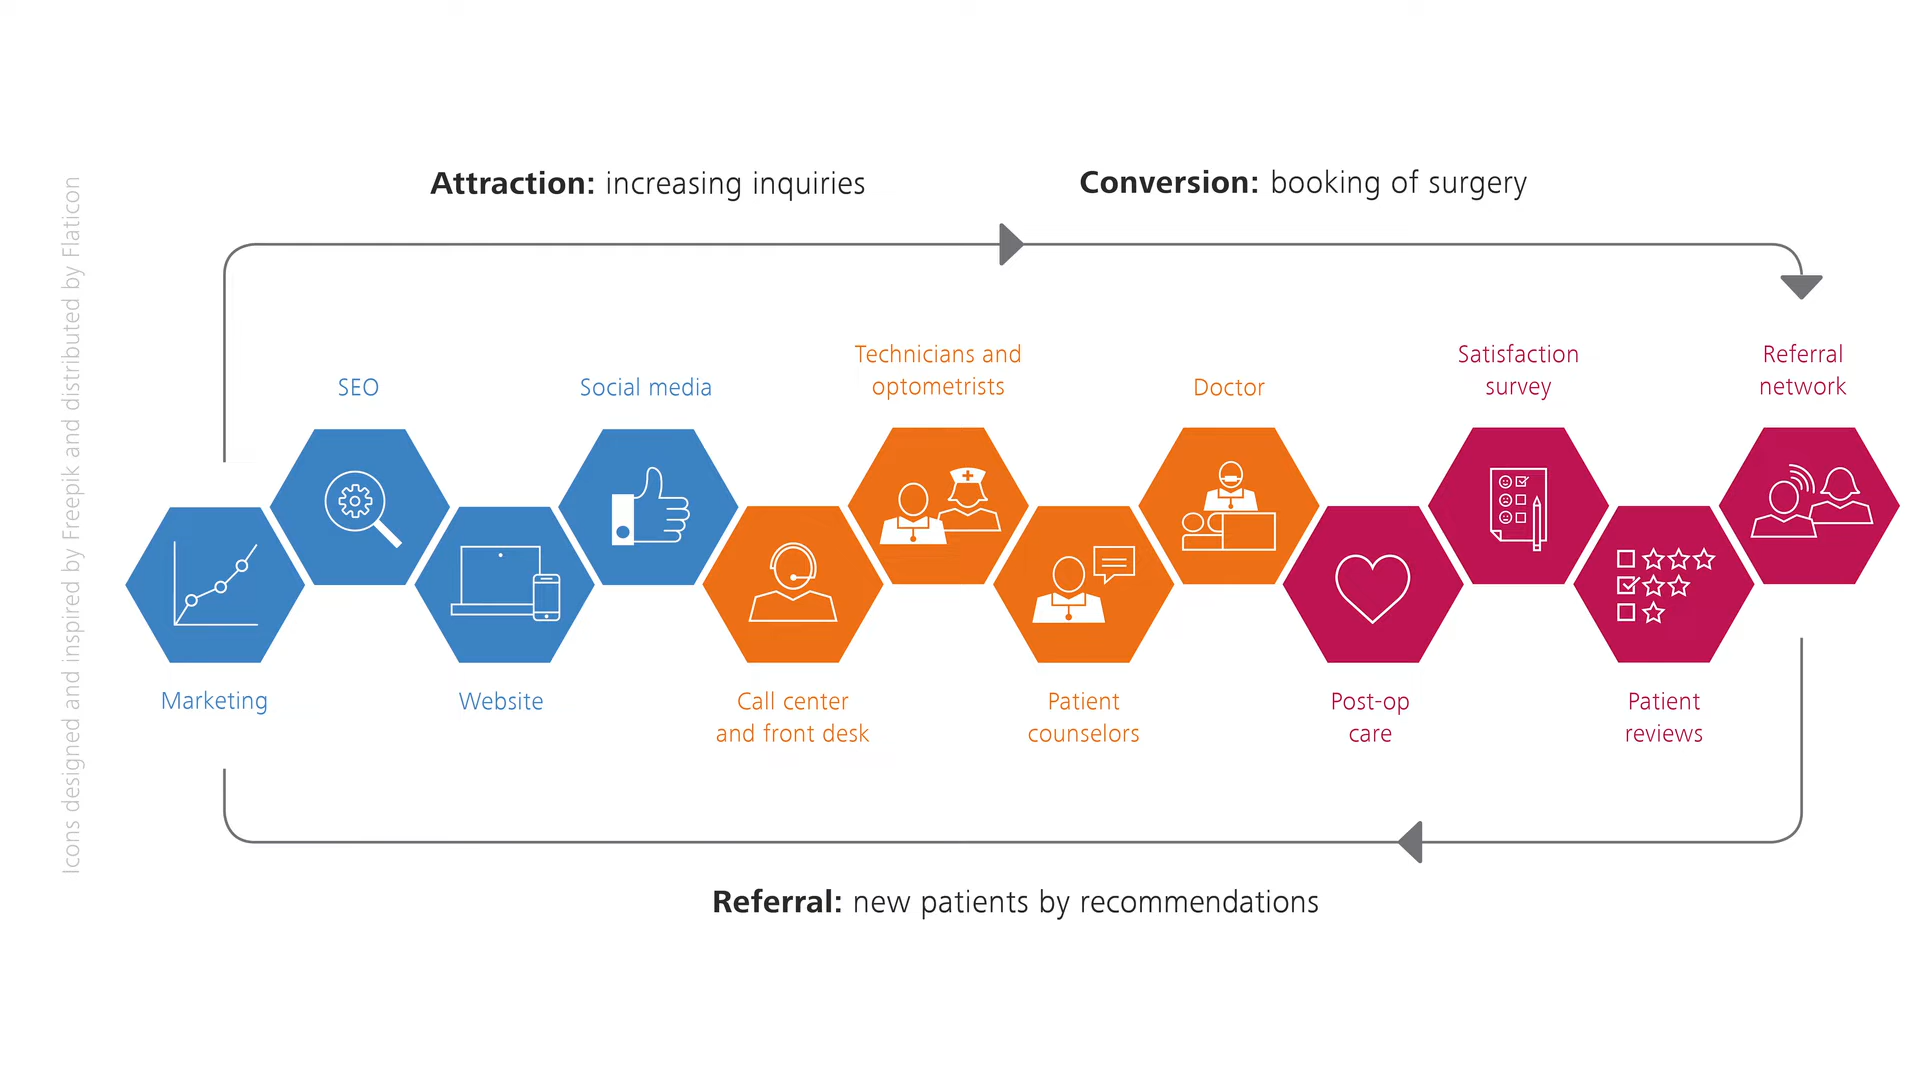 Attraction: increasing inquiries
Conversion: booking of surgery
Technicians and
optometrists
Satisfaction
survey
Referral
network
SEO
Social media
Doctor
Marketing
Website
Call center
and front desk
Patient
counselors
Post-op
care
Patient
reviews
Referral: new patients by recommendations
Icons designed and inspired by Freepik and distributed by Flaticon